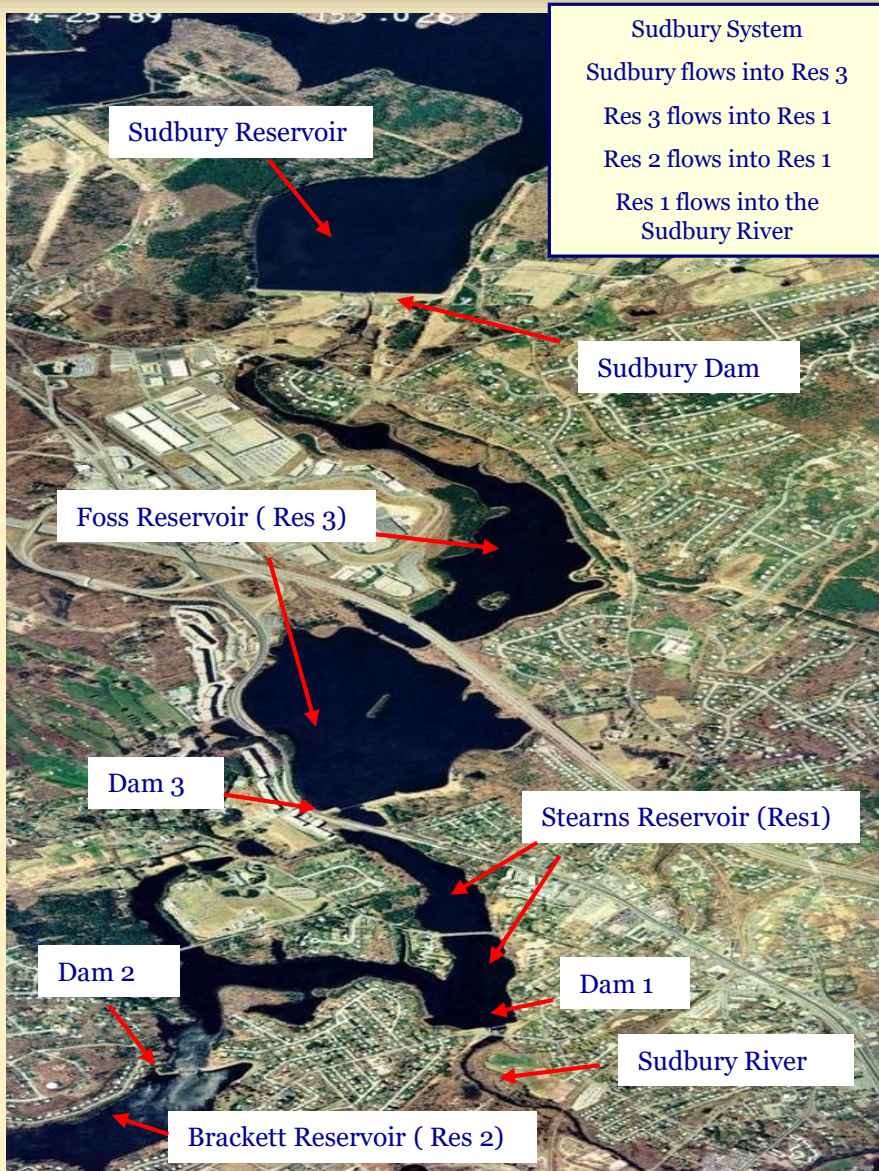 4-25-89 153.026
Sudbury System
Sudbury flows into Res 3
Res 3 flows into Res 1
Res 2 flows into Res 1
Res 1 flows into the
Sudbury River
Sudbury Reservoir
Sudbury Dam
Foss Reservoir ( Res 3)
Dam 3
Stearns Reservoir (Res1)
Dam 2
Dam 1
Sudbury River
Brackett Reservoir ( Res 2)